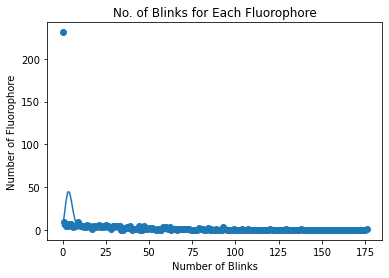 No. of Blinks for Each Fluorophore
Number of Fluorophore
200
150
100
50
0
0 25 50 75 100 125 150 175
Number of Blinks